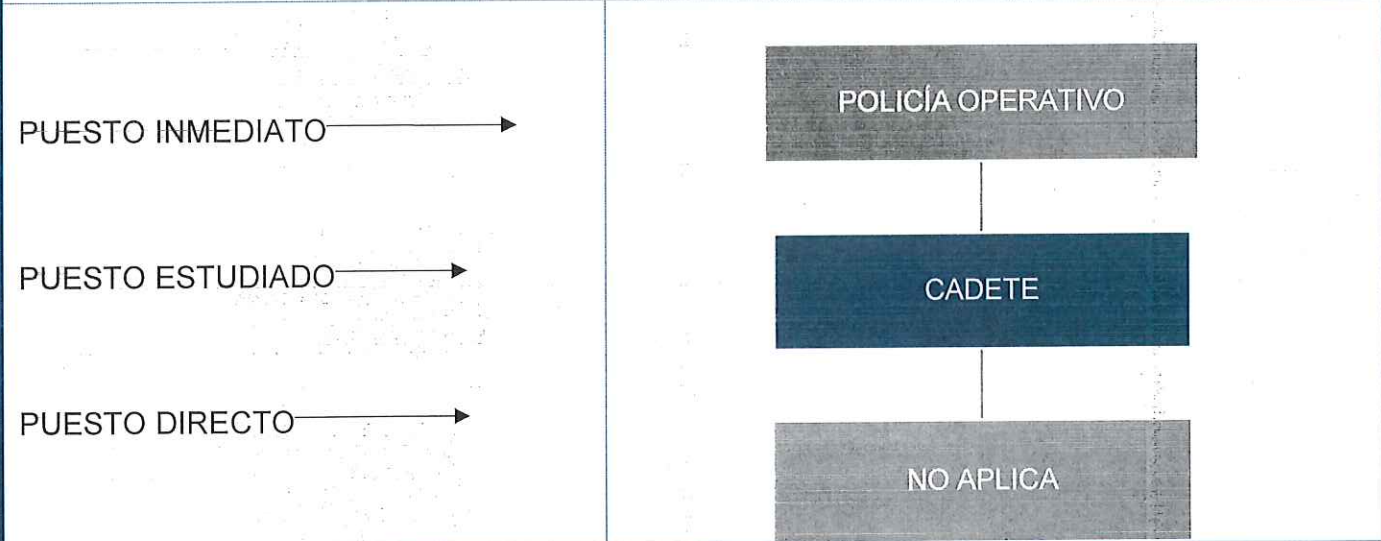 PUESTO INMEDIATO
POLICÍA OPERATIVO
PUESTO ESTUDIADO
CADETE
PUESTO DIRECTO
NO APLICA